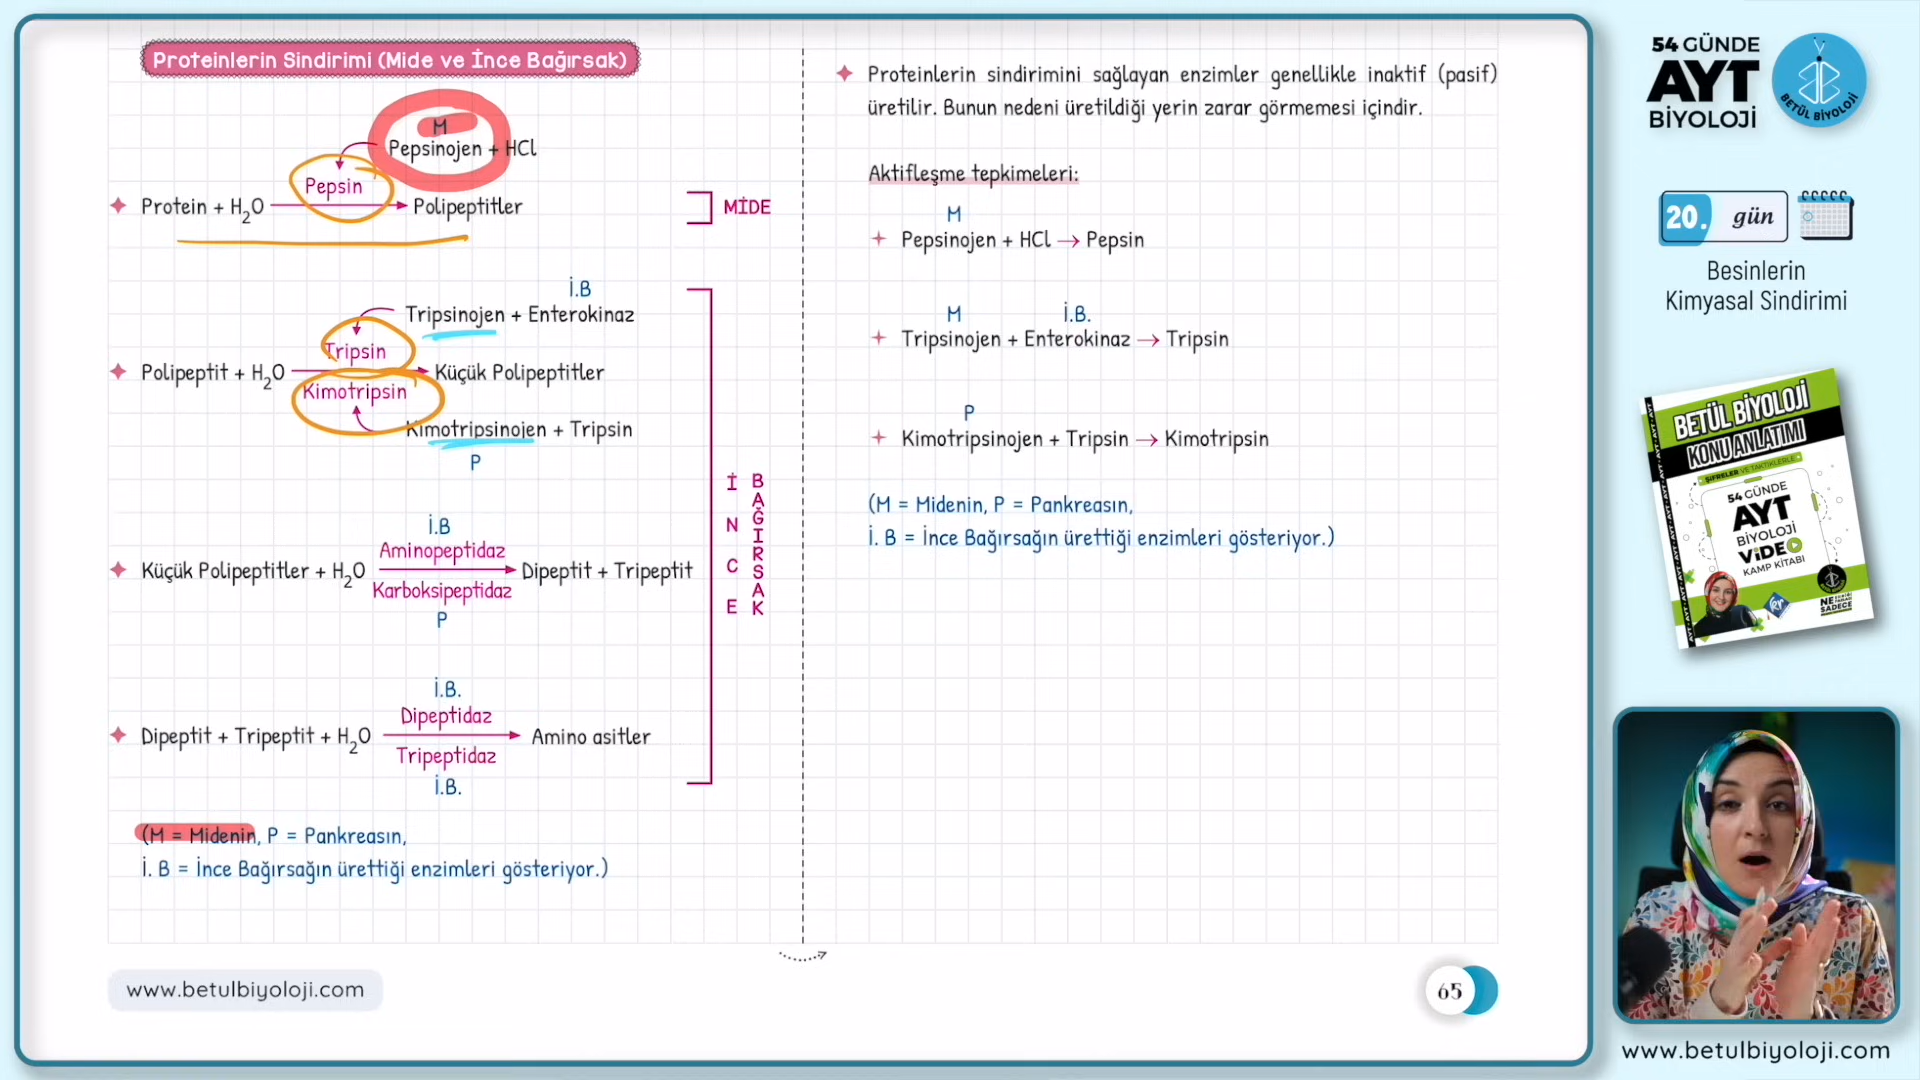 Proteinlerin Sindirimi (Mide ve İnce Bağırsak)
M
Pepsinojen + HCl
Pepsin
Protein + H2O Polipeptitler
MİDE
İ.B
Tripsinojen + Enterokinaz
Tripsin
Polipeptit + H2O Küçük Polipeptitler
Kimotripsin
Kimotripsinojen + Tripsin
P
İ.B
Aminopeptidaz
Küçük Polipeptitler + H2O Dipeptit + Tripeptit
Karboksipeptidaz
P
İ.B.
Dipeptidaz
Dipeptit + Tripeptit + H2O Amino asitler
Tripeptidaz
İ.B.
İNCE
BAĞIRSAK
(M = Midenin, P = Pankreasın,
İ. B = İnce Bağırsağın ürettiği enzimleri gösteriyor.)
Proteinlerin sindirimini sağlayan enzimler genellikle inaktif (pasif)
üretilir. Bunun nedeni üretildiği yerin zarar görmemesi içindir.
Aktifleşme tepkimeleri:
M
Pepsinojen + HCl → Pepsin
M İ.B.
Tripsinojen + Enterokinaz → Tripsin
P
Kimotripsinojen + Tripsin → Kimotripsin
(M = Midenin, P = Pankreasın,
İ. B = İnce Bağırsağın ürettiği enzimleri gösteriyor.)
www.betulbiyoloji.com
65
54 GÜNDE
AYT
BİYOLOJİ
BETÜL BİYOLOJİ
20. gün
Besinlerin
Kimyasal Sindirimi
BETÜL BİYOLOJİ
KONU ANLATIMI
ŞİFRELER VE TAKTİKLERLE
54 GÜNDE
AYT
BİYOLOJİ
VİDEO
KAMP KİTABI
www.betulbiyoloji.com